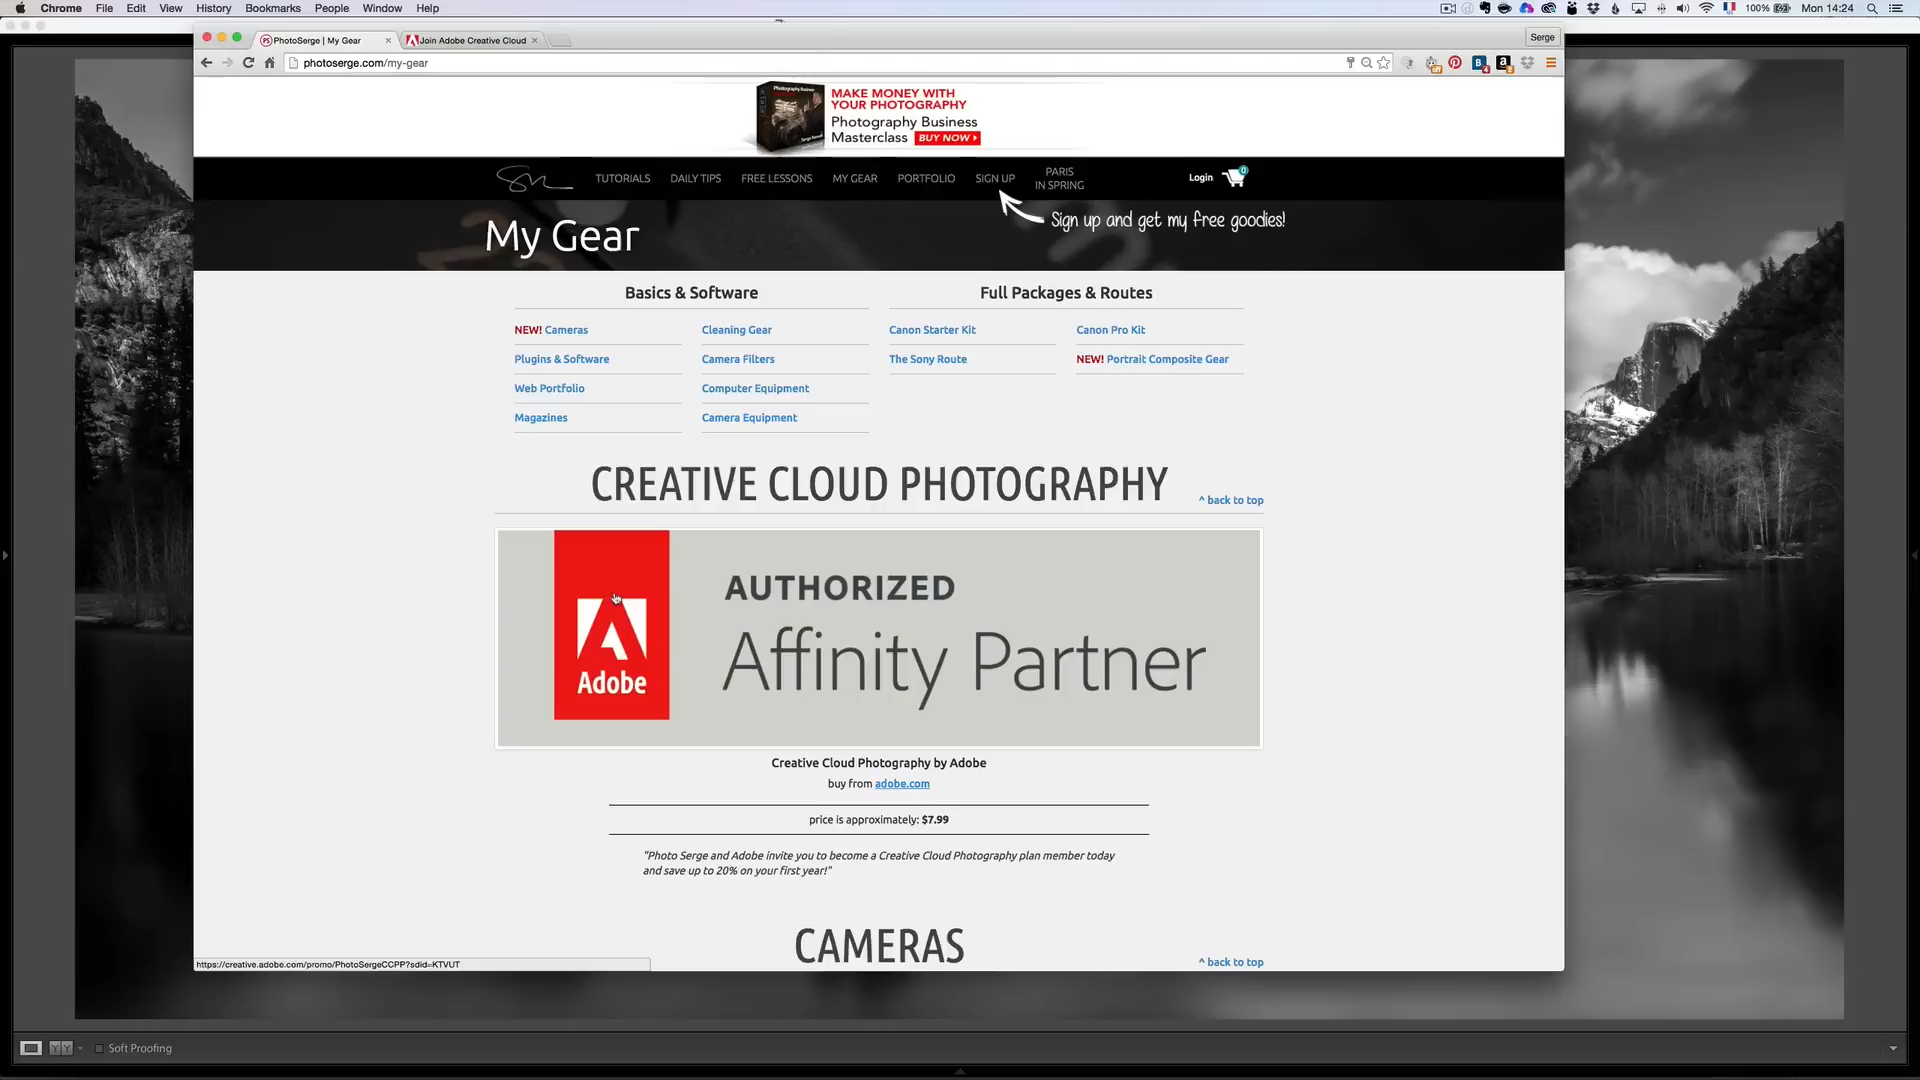 Chrome File Edit View History Bookmarks People Window Help
100% Mon 14:24
PhotoSerge | My Gear
Join Adobe Creative Cloud
Serge
photoserge.com/my-gear
MAKE MONEY WITH
YOUR PHOTOGRAPHY
Photography Business
Masterclass BUY NOW
TUTORIALS DAILY TIPS FREE LESSONS MY GEAR PORTFOLIO SIGN UP PARIS
IN SPRING
Login 0
Sign up and get my free goodies!
My Gear
Basics & Software Full Packages & Routes
NEW! Cameras Cleaning Gear Canon Starter Kit Canon Pro Kit
Plugins & Software Camera Filters The Sony Route NEW! Portrait Composite Gear
Web Portfolio Computer Equipment
Magazines Camera Equipment
CREATIVE CLOUD PHOTOGRAPHY
^ back to top
Adobe
AUTHORIZED
Affinity Partner
Creative Cloud Photography by Adobe
buy from adobe.com
price is approximately: $7.99
"Photo Serge and Adobe invite you to become a Creative Cloud Photography plan member today
and save up to 20% on your first year!"
CAMERAS
^ back to top
https://creative.adobe.com/promo/PhotoSergeCCPP?sdid=KTVUT
YY Soft Proofing